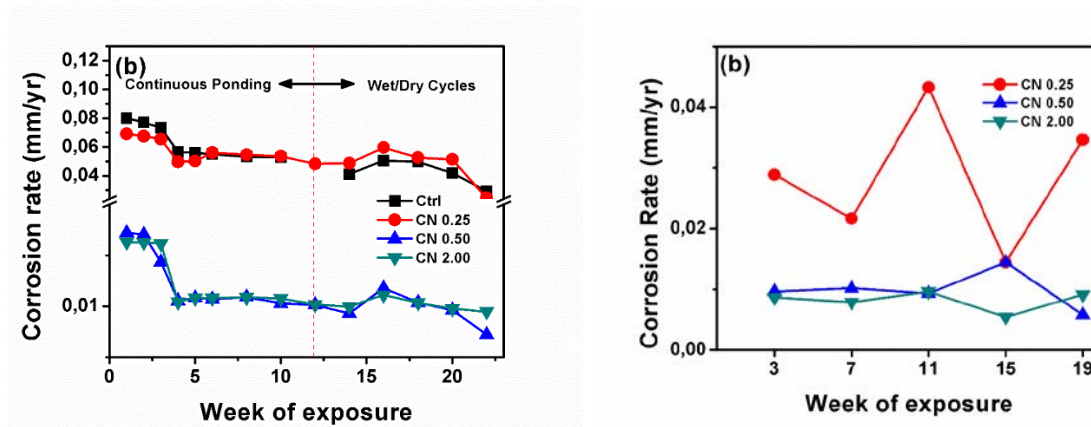 (b)
Continuous Ponding
Wet/Dry Cycles
Corrosion rate (mm/yr)
0,12
0,10
0,08
0,06
0,04
0,01
Ctrl
CN 0.25
CN 0.50
CN 2.00
0 5 10 15 20
Week of exposure
(b)
Corrosion Rate (mm/yr)
0,04
0,02
0,00
CN 0.25
CN 0.50
CN 2.00
3 7 11 15 19
Week of exposure